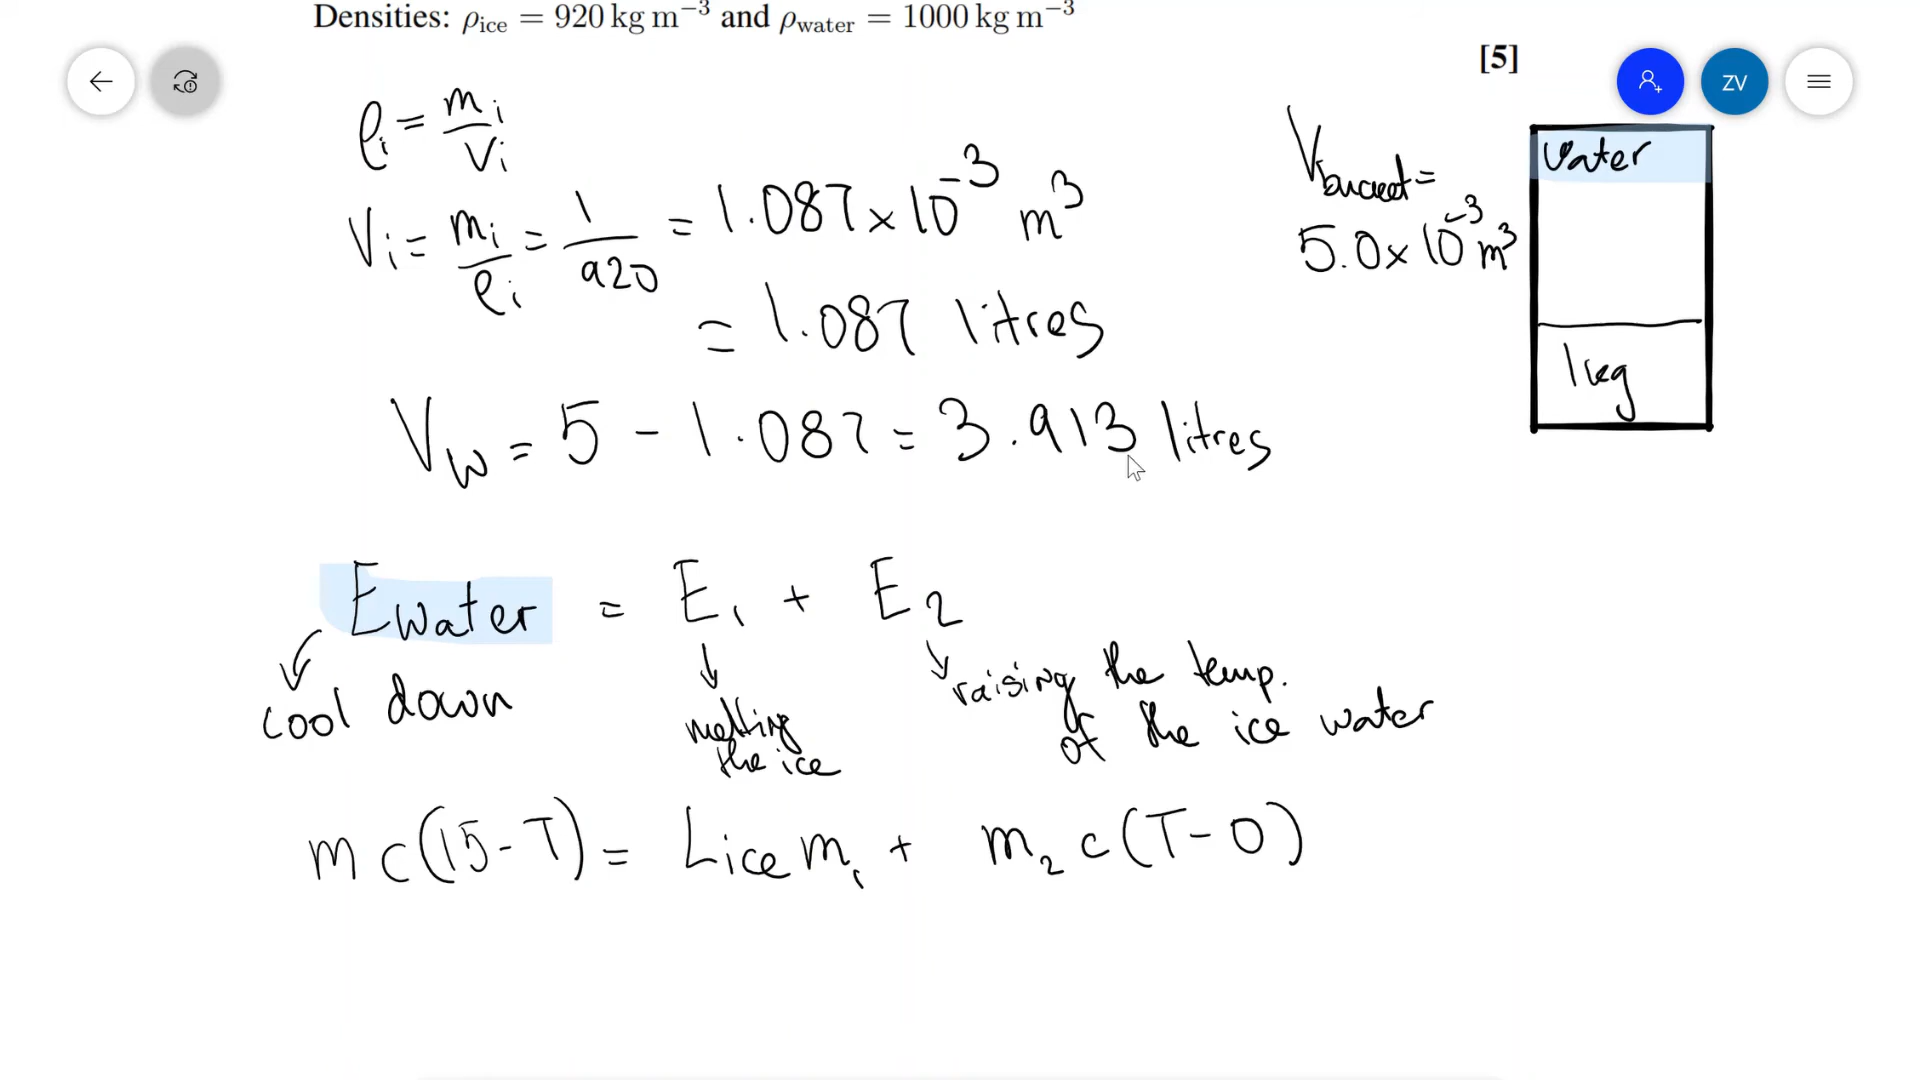 Densities: ρice = 920 kg m⁻³ and ρwater = 1000 kg m⁻³
[5]
ZV
ρi = mi / Vi
Vi = mi / ρi = 1 / 920 = 1.087 × 10⁻³ m³
= 1.087 litres
Vw = 5 - 1.087 = 3.913 litres
Vbucket =
5.0 × 10⁻³ m³
Water
1 kg
Ewater = E₁ + E₂
cool down
melting
the ice
raising the temp.
of the ice water
m c (15 - T) = Lice m₁ + m₂ c (T - 0)